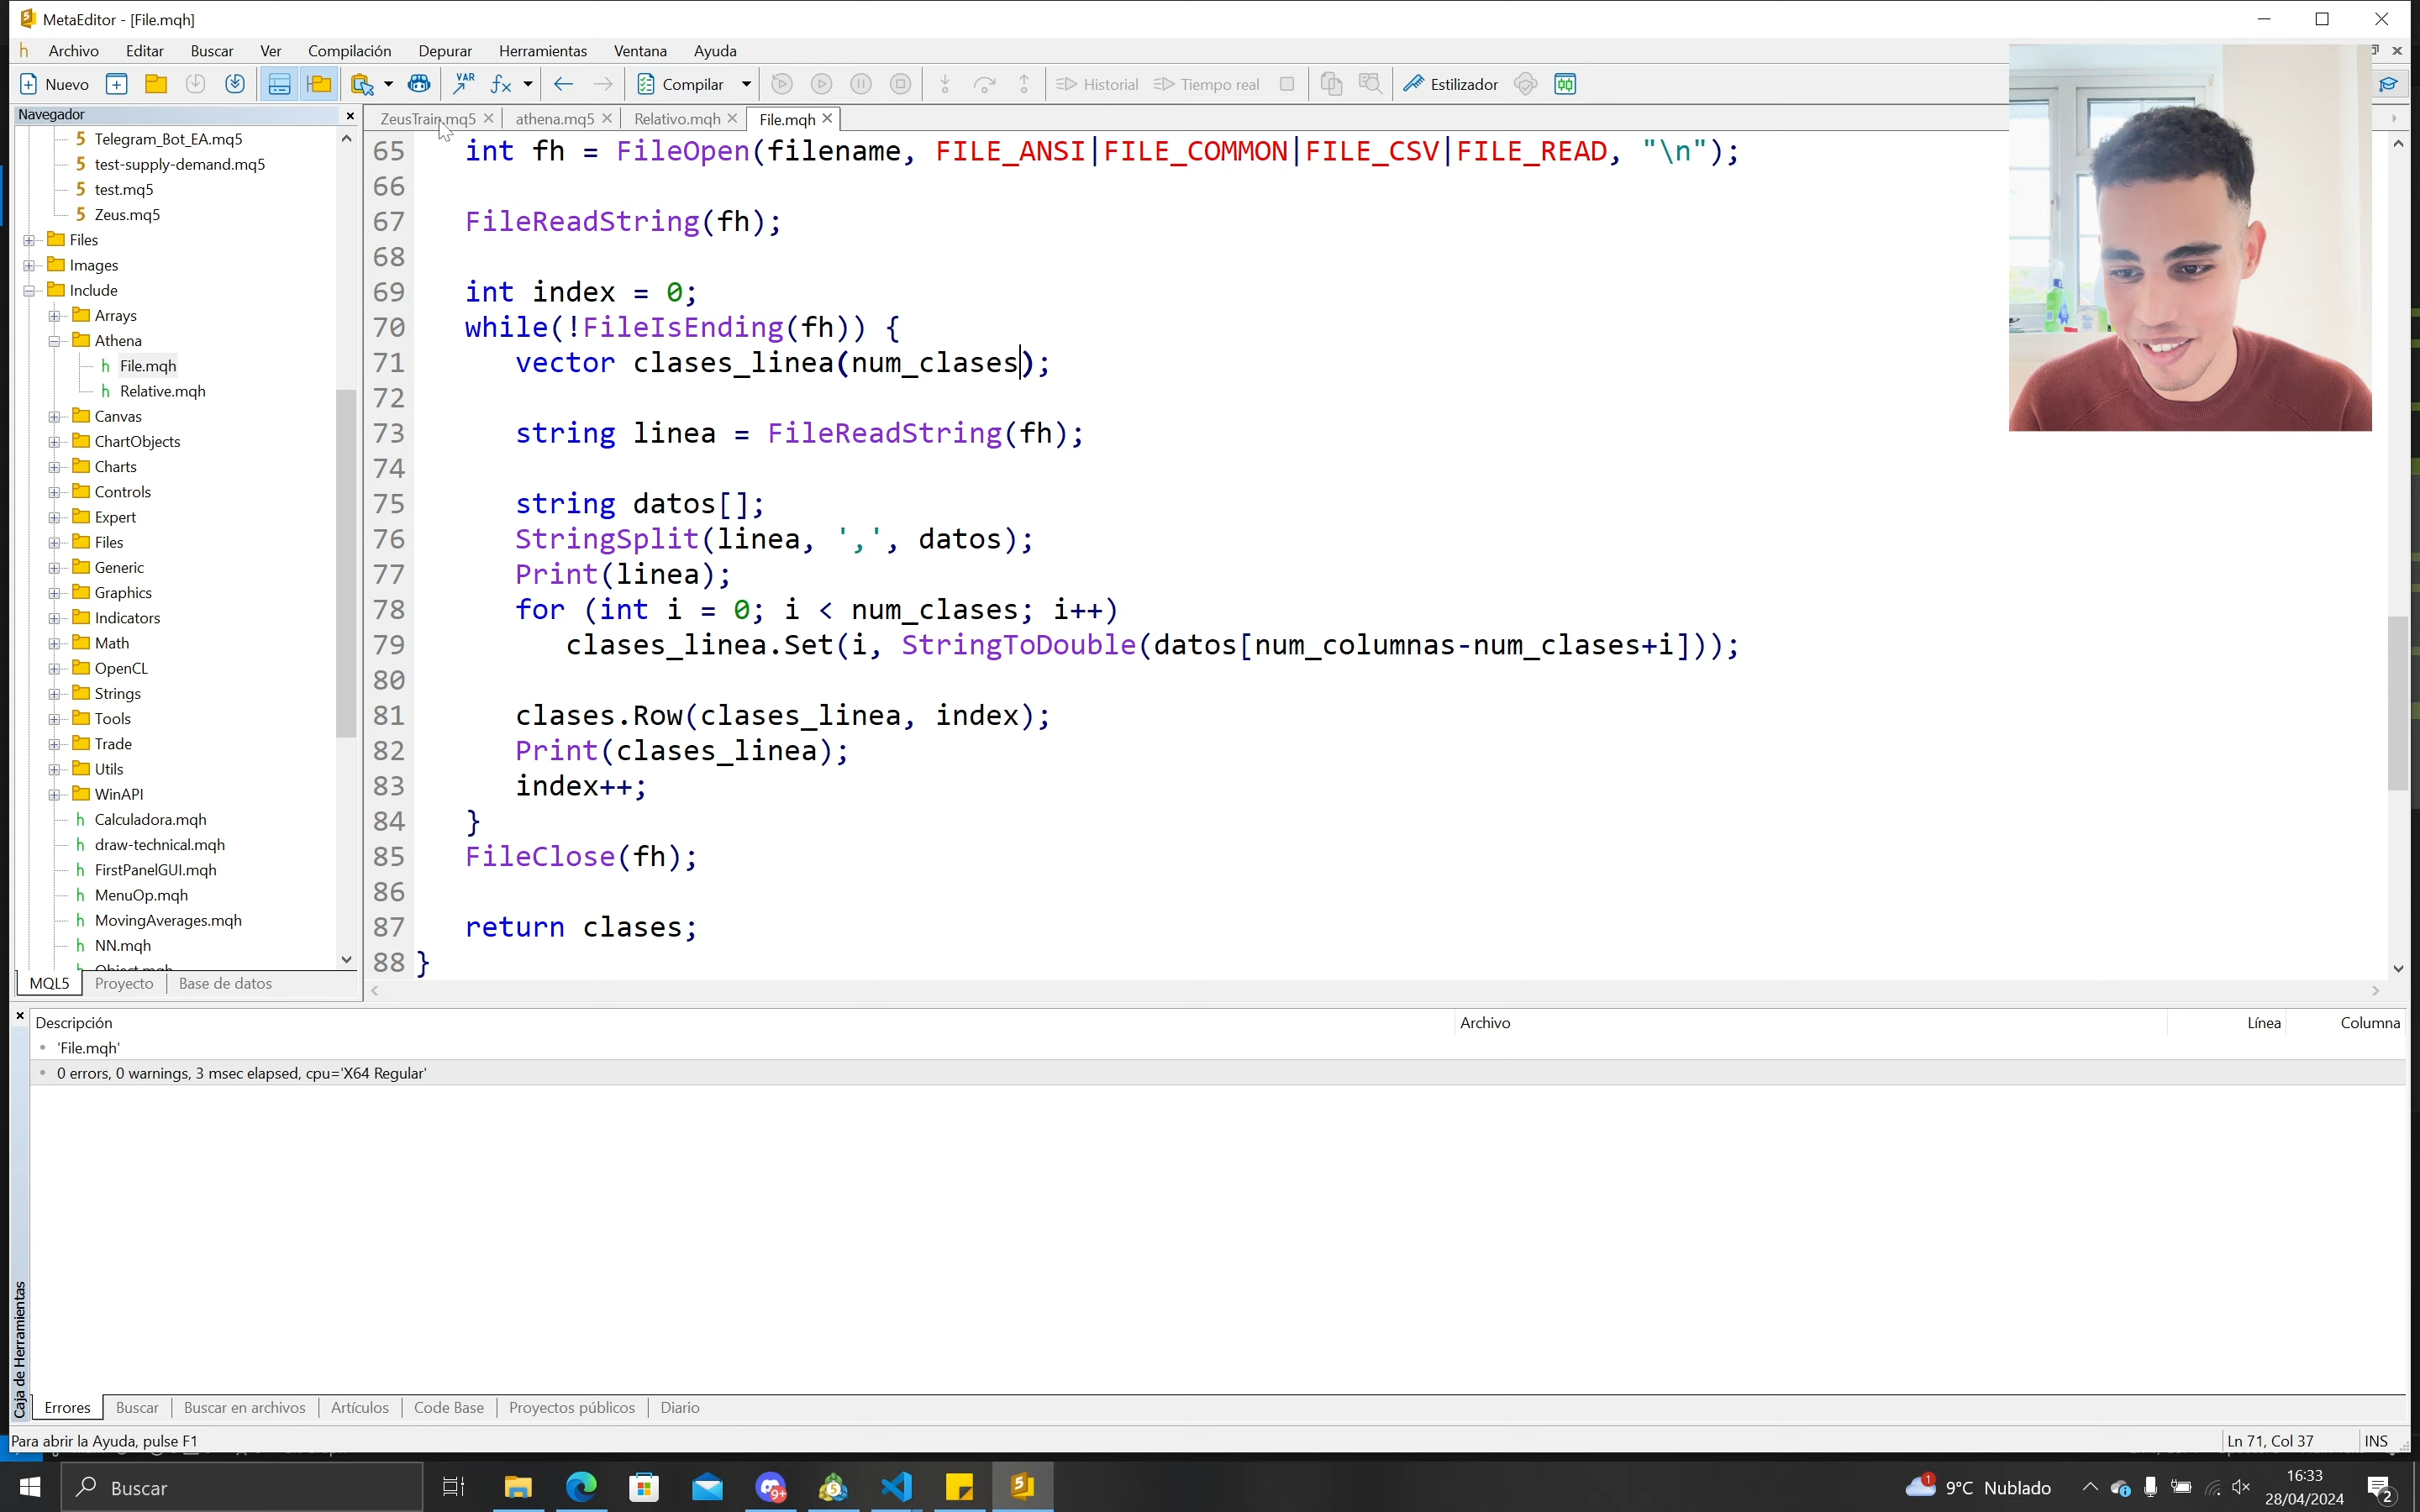 MetaEditor - [File.mqh]
Archivo Editar Buscar Ver Compilación Depurar Herramientas Ventana Ayuda
Nuevo VAR fx Compilar Historial Tiempo real Estilizador
Navegador
ZeusTrain.mq5 athena.mq5 Relativo.mqh File.mqh
Telegram_Bot_EA.mq5
test-supply-demand.mq5
test.mq5
Zeus.mq5
Files
Images
Include
Arrays
Athena
File.mqh
Relative.mqh
Canvas
ChartObjects
Charts
Controls
Expert
Files
Generic
Graphics
Indicators
Math
OpenCL
Strings
Tools
Trade
Utils
WinAPI
Calculadora.mqh
draw-technical.mqh
FirstPanelGUI.mqh
MenuOp.mqh
MovingAverages.mqh
NN.mqh
Object.mqh
MQL5 Proyecto Base de datos
65 int fh = FileOpen(filename, FILE_ANSI|FILE_COMMON|FILE_CSV|FILE_READ, "\n");
66
67 FileReadString(fh);
68
69 int index = 0;
70 while(!FileIsEnding(fh)) {
71 vector clases_linea(num_clases);
72
73 string linea = FileReadString(fh);
74
75 string datos[];
76 StringSplit(linea, ',', datos);
77 Print(linea);
78 for (int i = 0; i < num_clases; i++)
79 clases_linea.Set(i, StringToDouble(datos[num_columnas-num_clases+i]));
80
81 clases.Row(clases_linea, index);
82 Print(clases_linea);
83 index++;
84 }
85 FileClose(fh);
86
87 return clases;
88 }
Descripción Archivo Línea Columna
'File.mqh'
0 errors, 0 warnings, 3 msec elapsed, cpu='X64 Regular'
Caja de Herramientas
Errores Buscar Buscar en archivos Artículos Code Base Proyectos públicos Diario
Para abrir la Ayuda, pulse F1 Ln 71, Col 37 INS
Buscar 9+ 1 9°C Nublado 16:33
28/04/2024 2